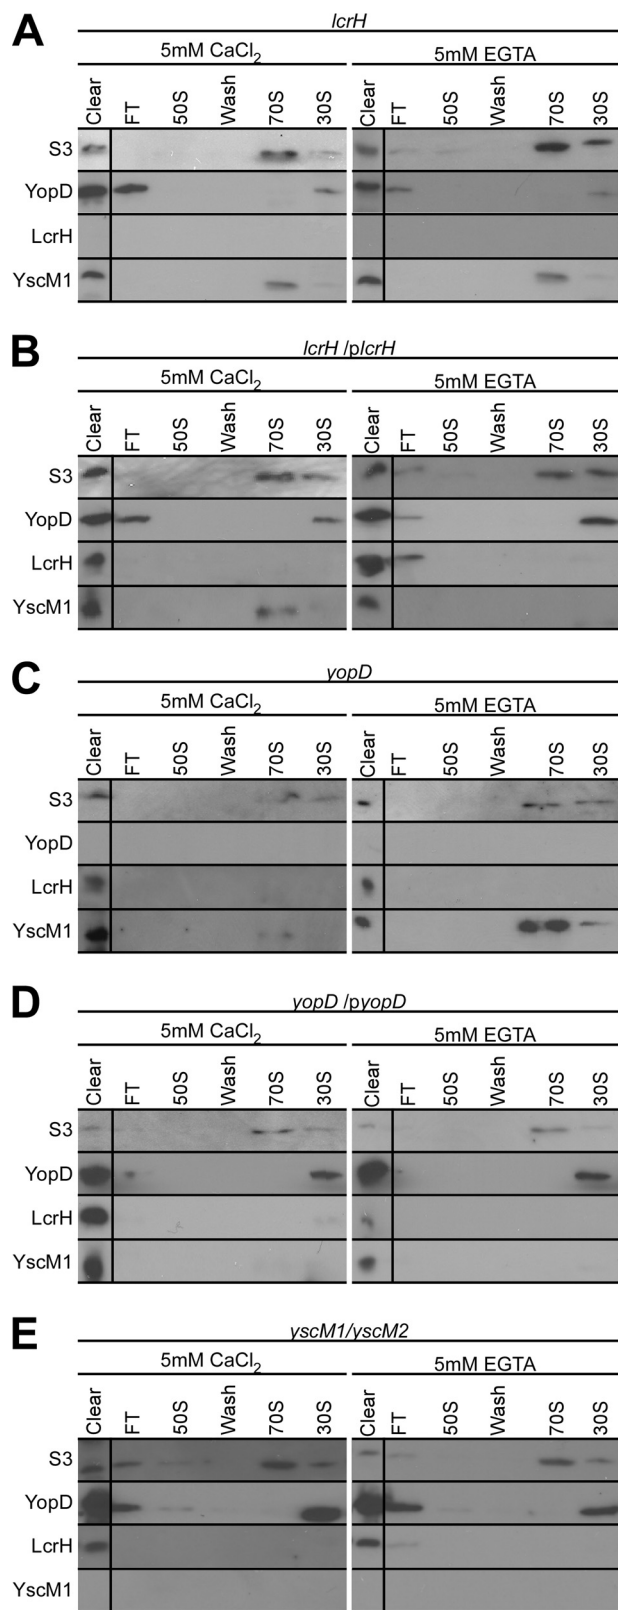 A
lcrH
5mM CaCl₂ 5mM EGTA
Clear FT 50S Wash 70S 30S Clear FT 50S Wash 70S 30S
S3
YopD
LcrH
YscM1
B
lcrH /plcrH
5mM CaCl₂ 5mM EGTA
Clear FT 50S Wash 70S 30S Clear FT 50S Wash 70S 30S
S3
YopD
LcrH
YscM1
C
yopD
5mM CaCl₂ 5mM EGTA
Clear FT 50S Wash 70S 30S Clear FT 50S Wash 70S 30S
S3
YopD
LcrH
YscM1
D
yopD /pyopD
5mM CaCl₂ 5mM EGTA
Clear FT 50S Wash 70S 30S Clear FT 50S Wash 70S 30S
S3
YopD
LcrH
YscM1
E
yscM1/yscM2
5mM CaCl₂ 5mM EGTA
Clear FT 50S Wash 70S 30S Clear FT 50S Wash 70S 30S
S3
YopD
LcrH
YscM1